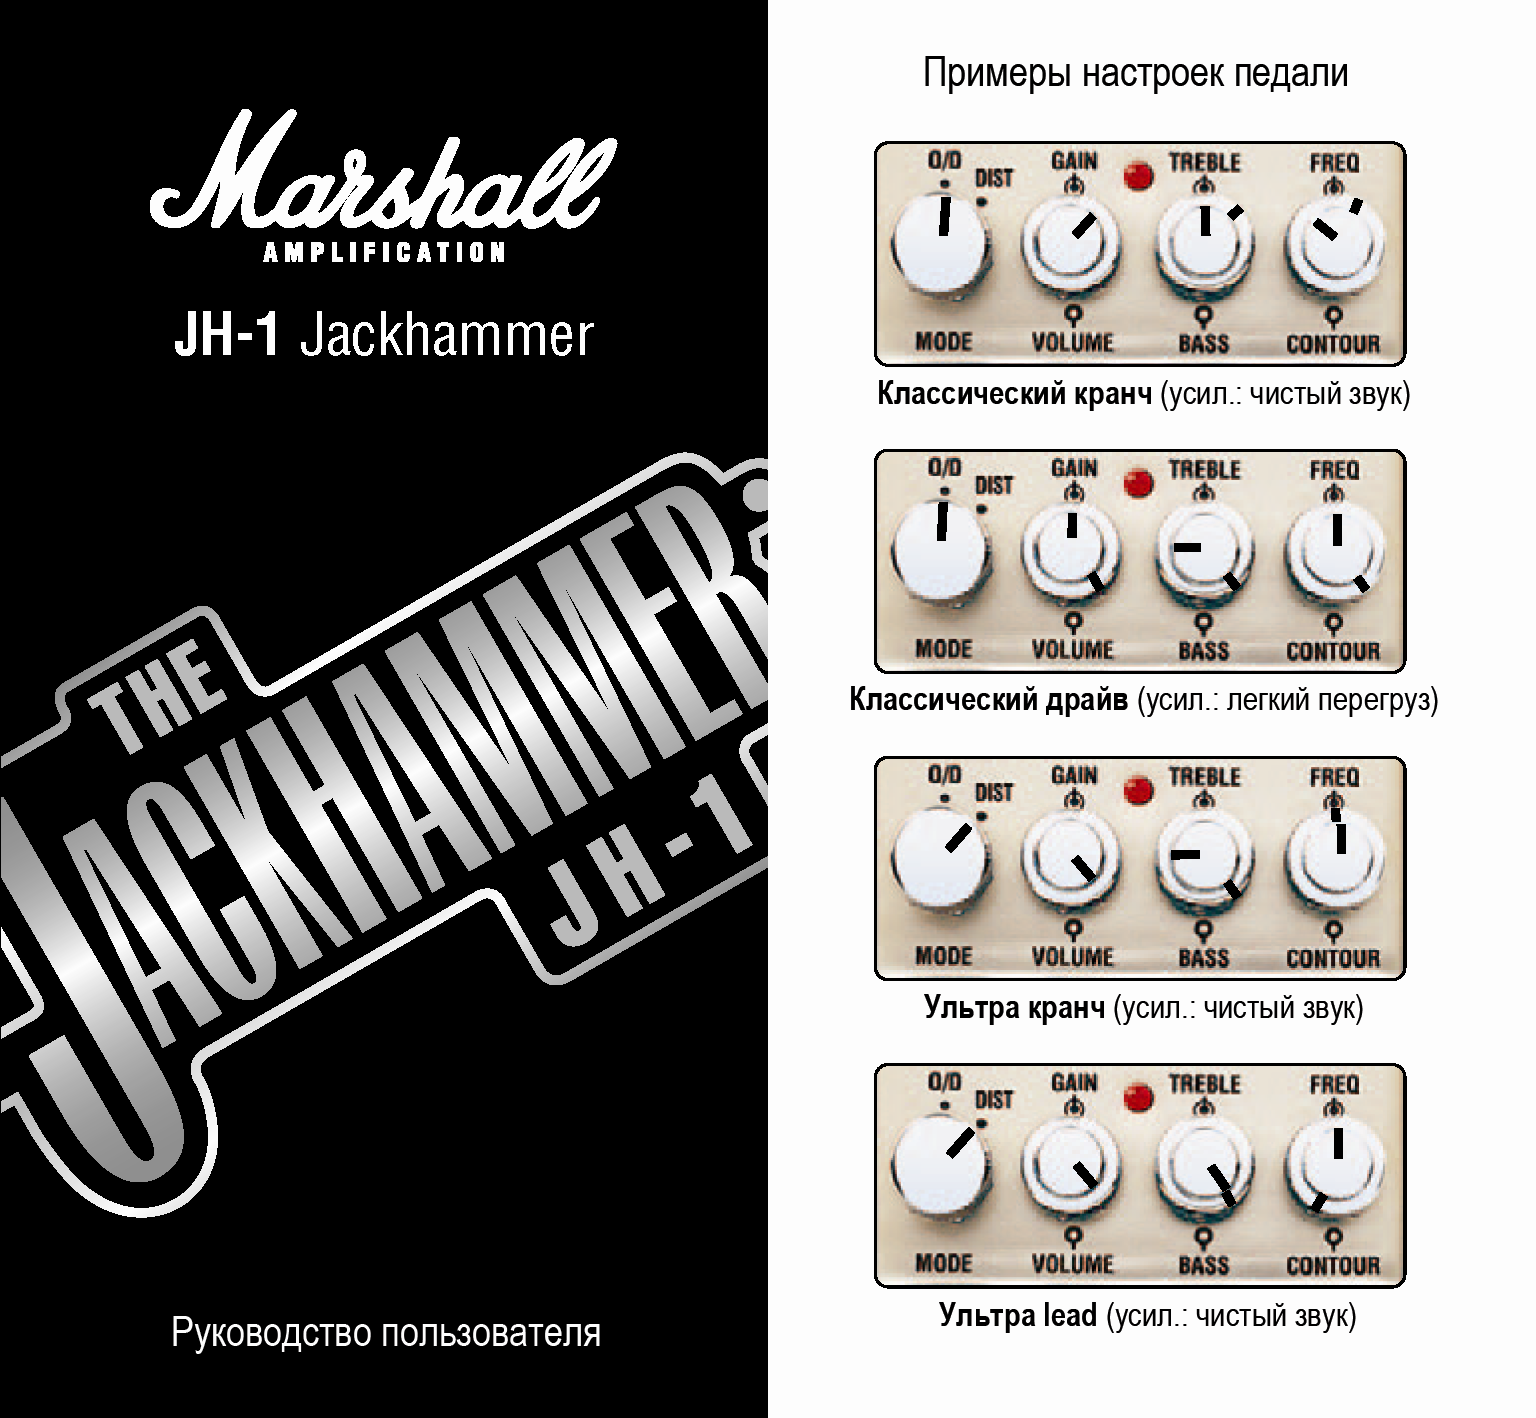 Marshall
AMPLIFICATION
JH-1 Jackhammer
THE
JACKHAMMER
JH-1
Руководство пользователя
Примеры настроек педали
O/D DIST GAIN TREBLE FREQ
MODE VOLUME BASS CONTOUR
Классический кранч (усил.: чистый звук)
O/D DIST GAIN TREBLE FREQ
MODE VOLUME BASS CONTOUR
Классический драйв (усил.: легкий перегруз)
O/D DIST GAIN TREBLE FREQ
MODE VOLUME BASS CONTOUR
Ультра кранч (усил.: чистый звук)
O/D DIST GAIN TREBLE FREQ
MODE VOLUME BASS CONTOUR
Ультра lead (усил.: чистый звук)